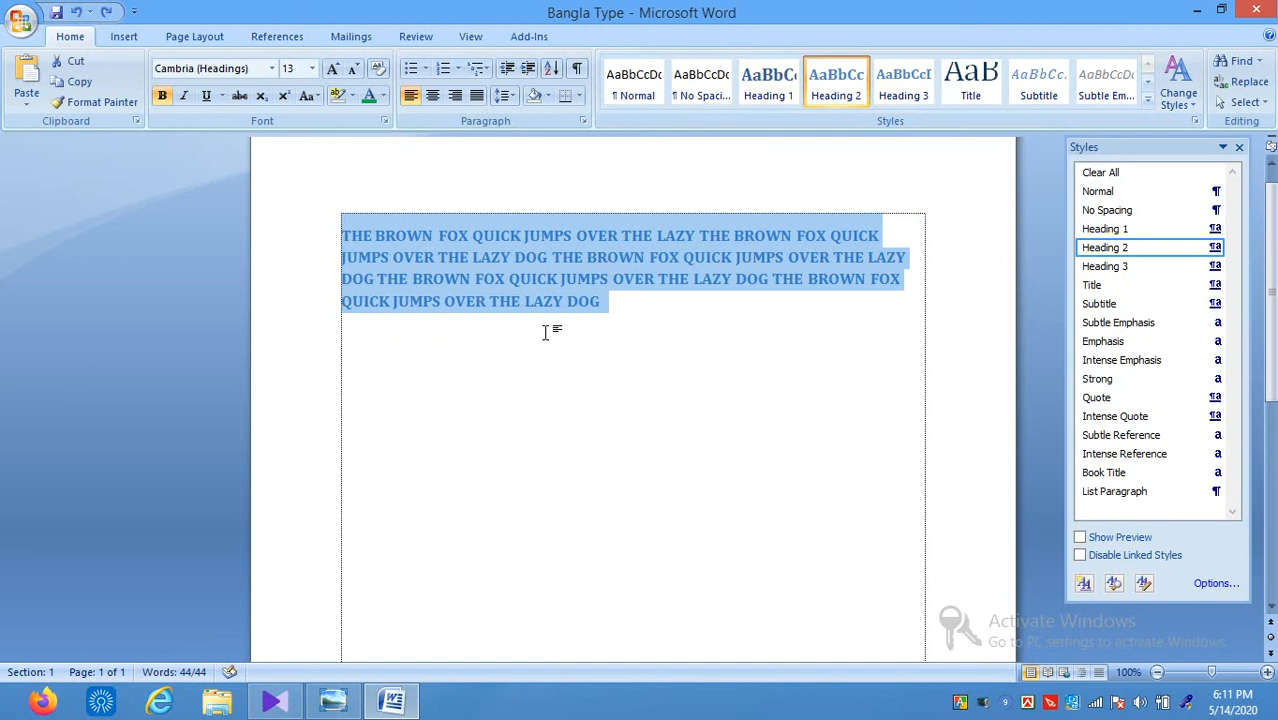 Bangla Type - Microsoft Word
Home Insert Page Layout References Mailings Review View Add-Ins
Paste
Cut
Copy
Format Painter
Clipboard
Cambria (Headings) 13
Font
Paragraph
AaBbCcDc AaBbCcDc AaBbCc AaBbCc AaBbCcI AaB AaBbCc. AaBbCcDc
¶ Normal ¶ No Spaci... Heading 1 Heading 2 Heading 3 Title Subtitle Subtle Em...
Styles
Change Styles
Find
Replace
Select
Editing
THE BROWN FOX QUICK JUMPS OVER THE LAZY THE BROWN FOX QUICK
JUMPS OVER THE LAZY DOG THE BROWN FOX QUICK JUMPS OVER THE LAZY
DOG THE BROWN FOX QUICK JUMPS OVER THE LAZY DOG THE BROWN FOX
QUICK JUMPS OVER THE LAZY DOG
Styles
Clear All
Normal ¶
No Spacing ¶
Heading 1 ¶a
Heading 2 ¶a
Heading 3 ¶a
Title ¶a
Subtitle ¶a
Subtle Emphasis a
Emphasis a
Intense Emphasis a
Strong a
Quote ¶a
Intense Quote ¶a
Subtle Reference a
Intense Reference a
Book Title a
List Paragraph ¶
Show Preview
Disable Linked Styles
Options...
Activate Windows
Go to PC settings to activate Windows.
Section: 1 Page: 1 of 1 Words: 44/44 100%
6:11 PM
5/14/2020